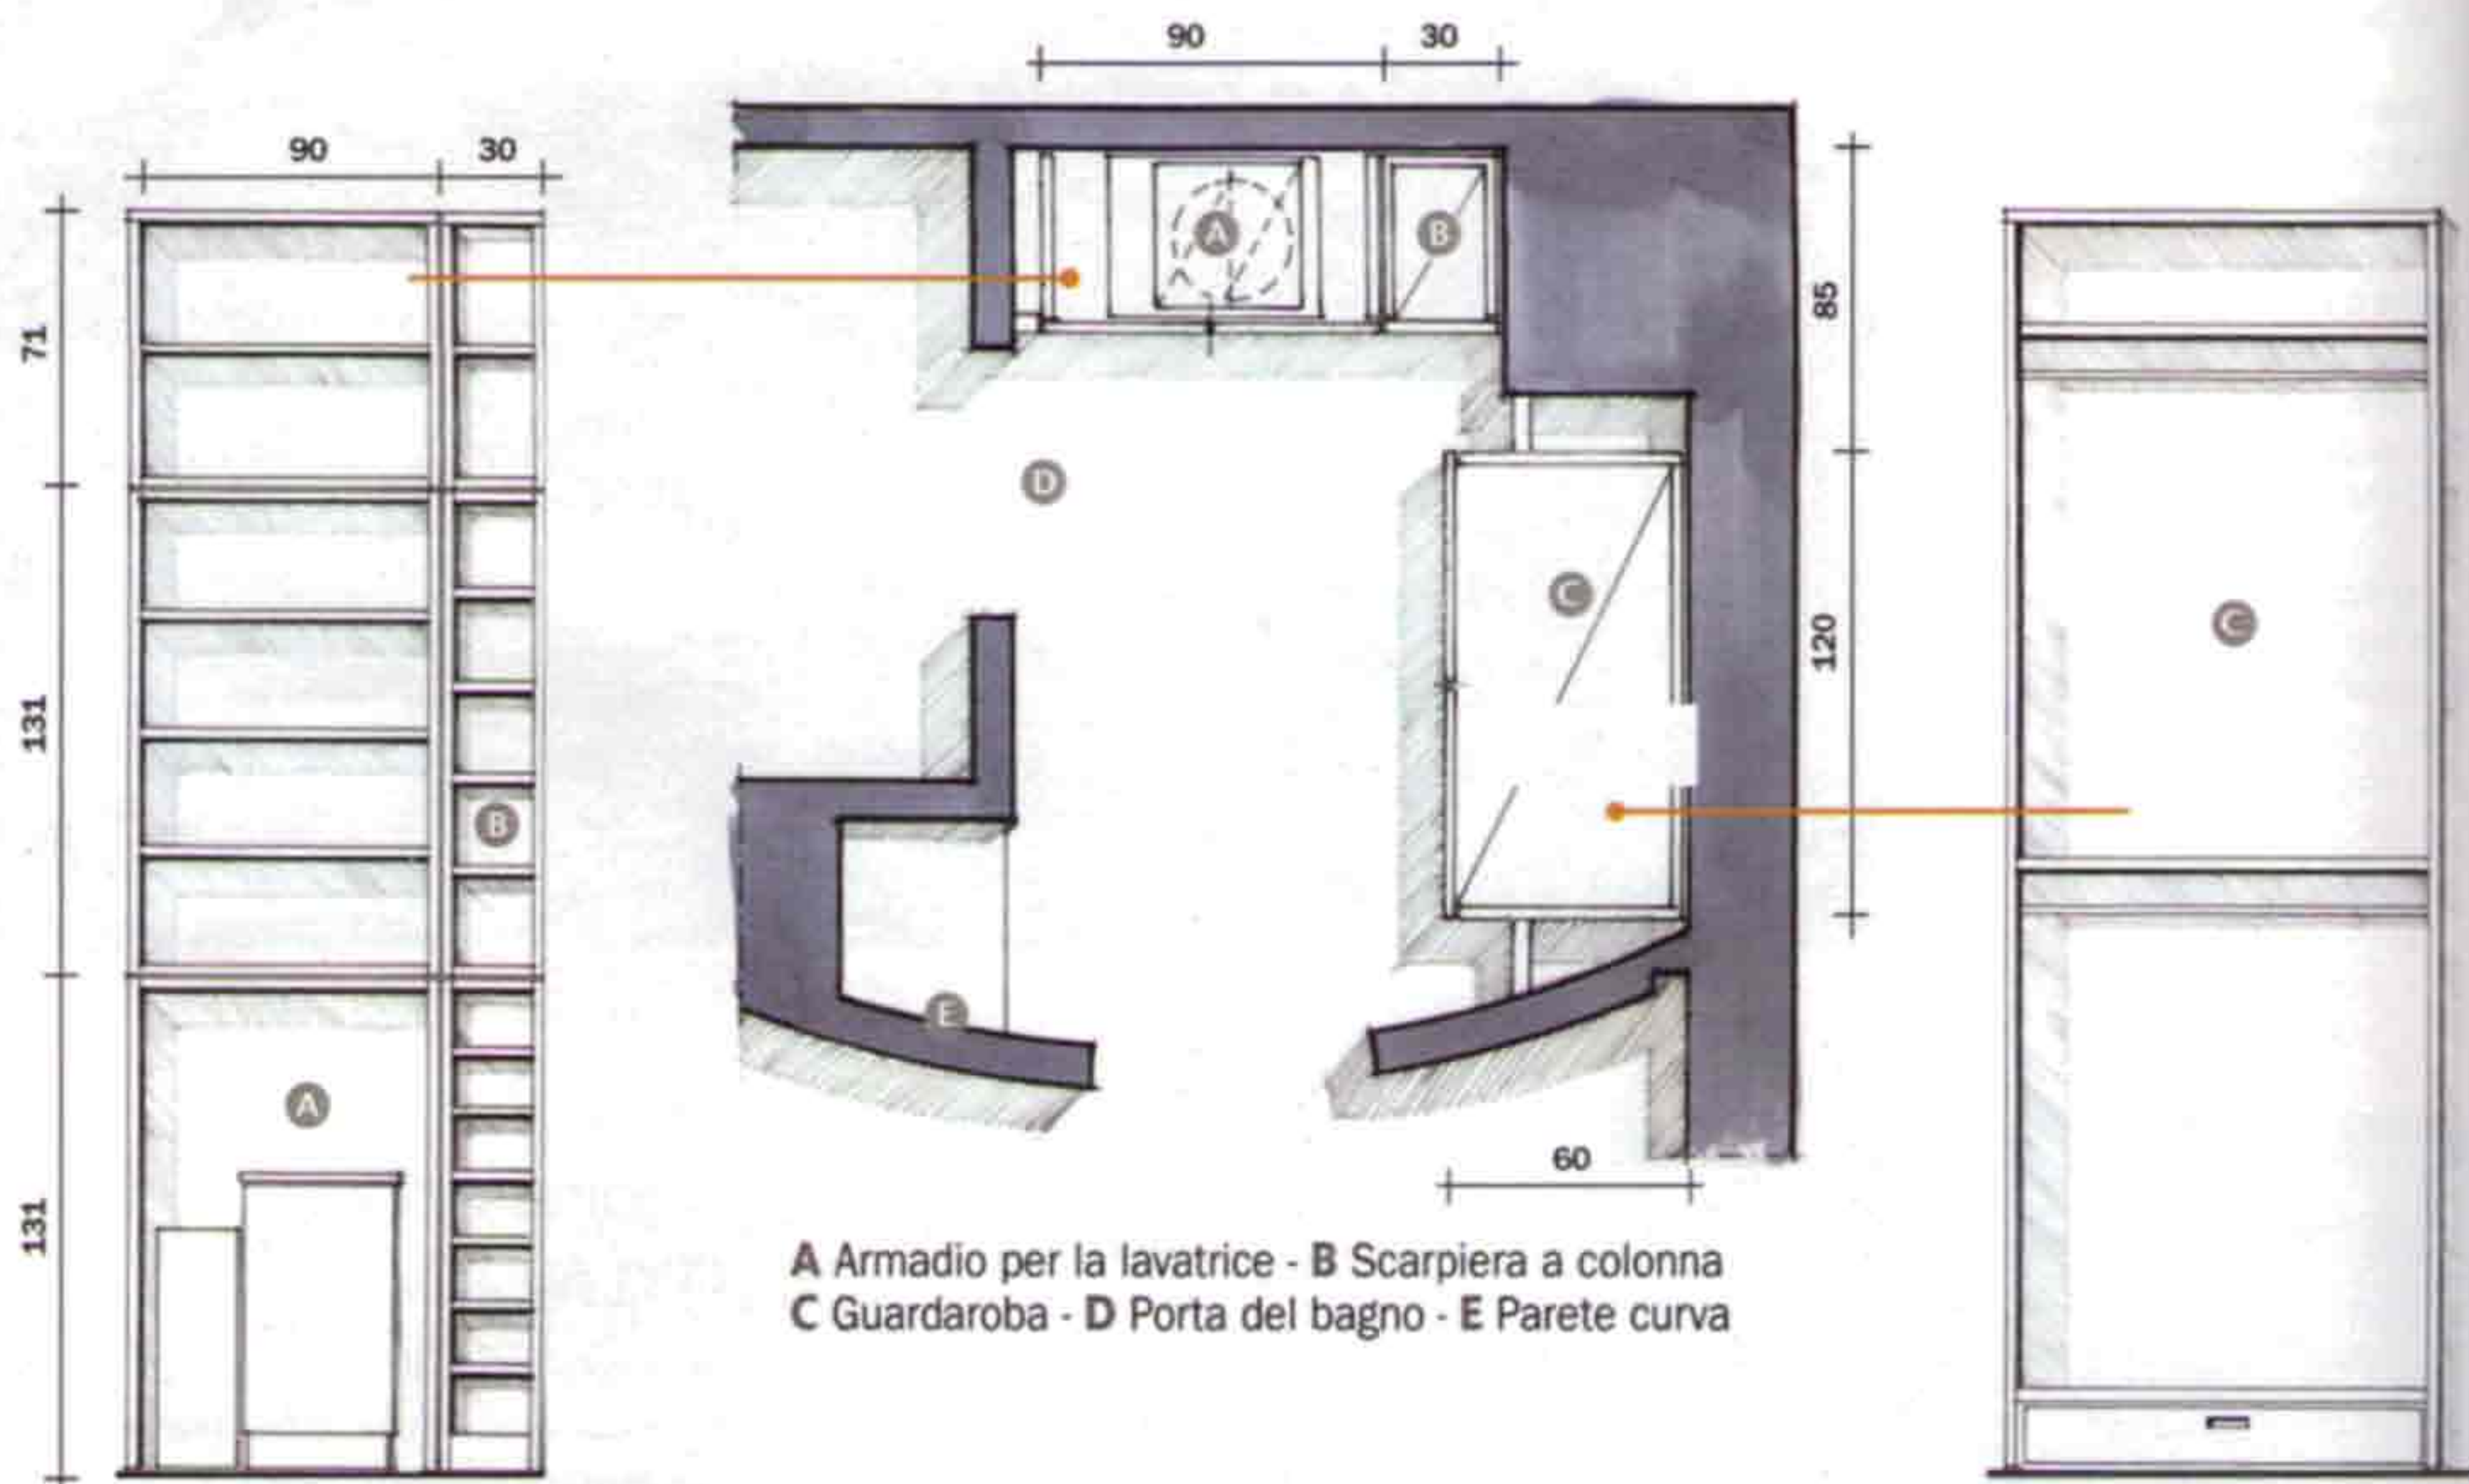 90 30
90 30
71
131
131
A
B
A
B
C
D
E
85
120
60
C
A Armadio per la lavatrice - B Scarpiera a colonna
C Guardaroba - D Porta del bagno - E Parete curva